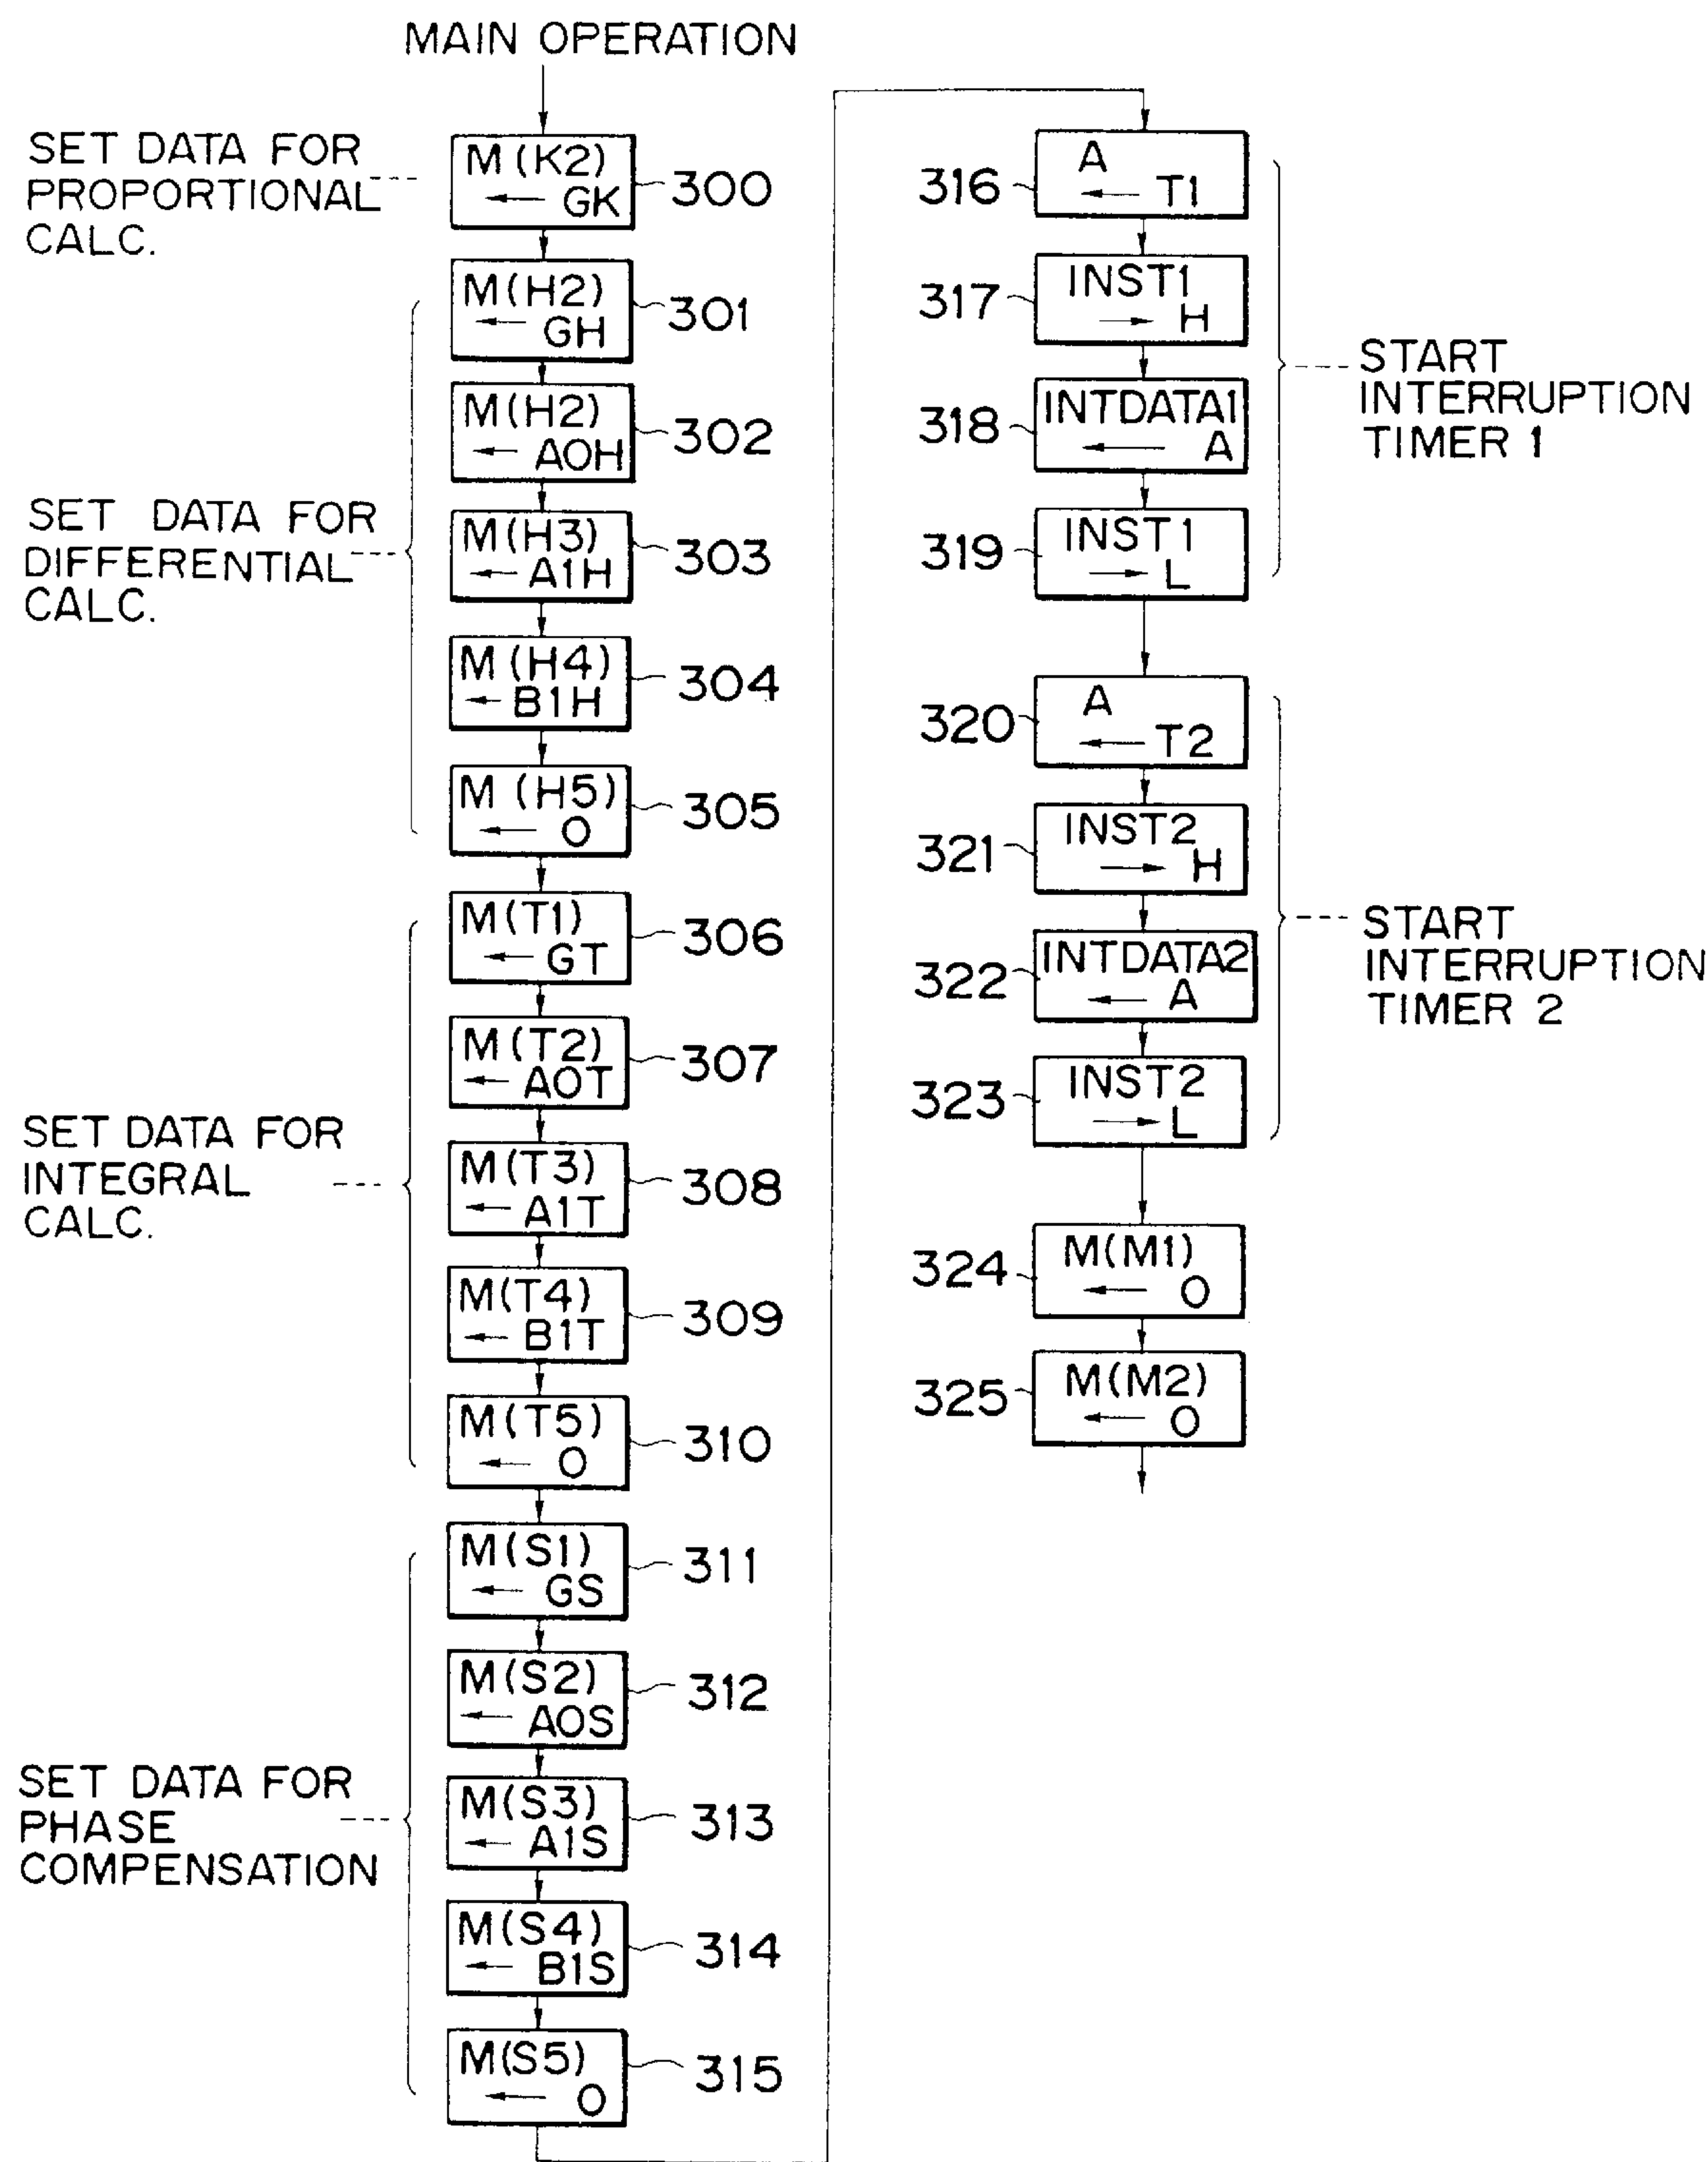 MAIN OPERATION
SET DATA FOR
PROPORTIONAL
CALC.
M(K2)
← GK
300
M(H2)
← GH
301
M(H2)
← A0H
302
M(H3)
← A1H
303
M(H4)
← B1H
304
M(H5)
← 0
305
SET DATA FOR
DIFFERENTIAL
CALC.
M(T1)
← GT
306
M(T2)
← A0T
307
M(T3)
← A1T
308
M(T4)
← B1T
309
M(T5)
← 0
310
SET DATA FOR
INTEGRAL
CALC.
M(S1)
← GS
311
M(S2)
← A0S
312
M(S3)
← A1S
313
M(S4)
← B1S
314
M(S5)
← 0
315
SET DATA FOR
PHASE
COMPENSATION
316
A
← T1
317
INST1
→ H
318
INTDATA1
← A
319
INST1
→ L
START
INTERRUPTION
TIMER 1
320
A
← T2
321
INST2
→ H
322
INTDATA2
← A
323
INST2
→ L
START
INTERRUPTION
TIMER 2
324
M(M1)
← 0
325
M(M2)
← 0